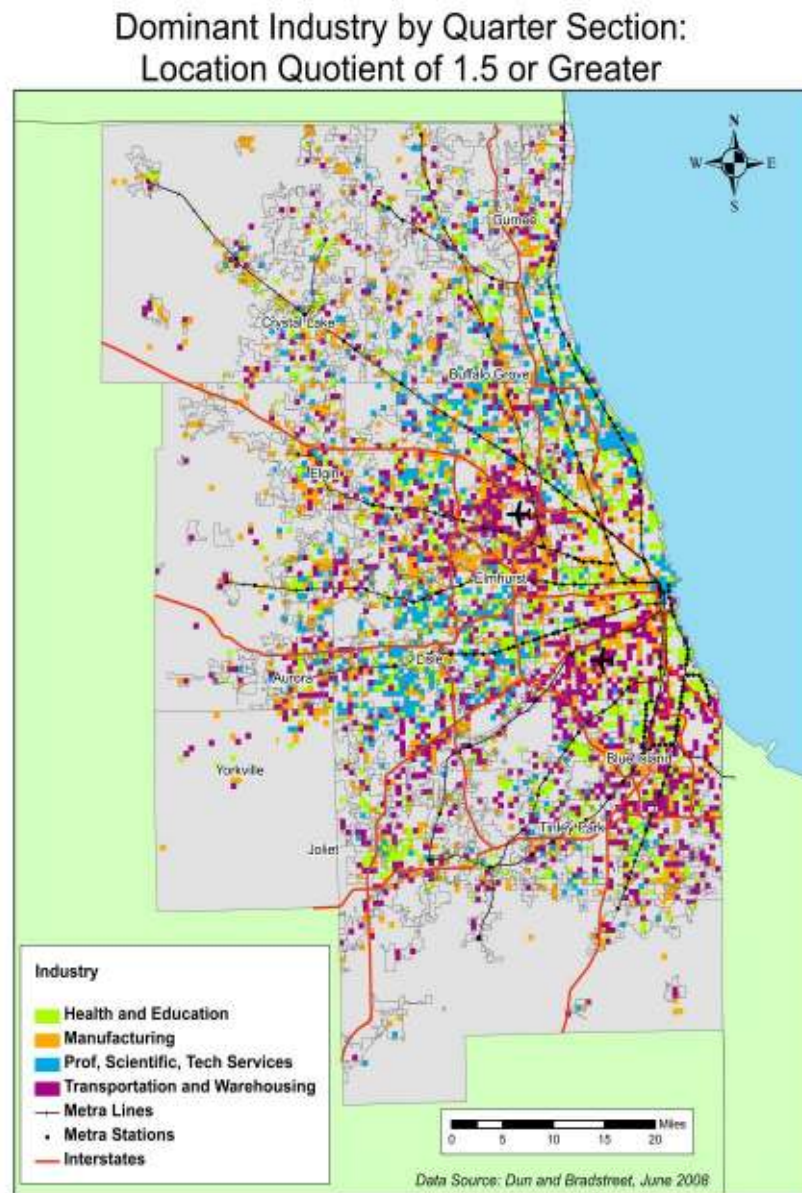 Dominant Industry by Quarter Section:
Location Quotient of 1.5 or Greater
N
W E
S
Gurnee
Crystal Lake
Buffalo Grove
Elgin
Elmhurst
Lisle
Aurora
Blue Island
Yorkville
Tinley Park
Joliet
Industry
Health and Education
Manufacturing
Prof, Scientific, Tech Services
Transportation and Warehousing
Metra Lines
Metra Stations
Interstates
Miles
0 5 10 15 20
Data Source: Dun and Bradstreet, June 2008